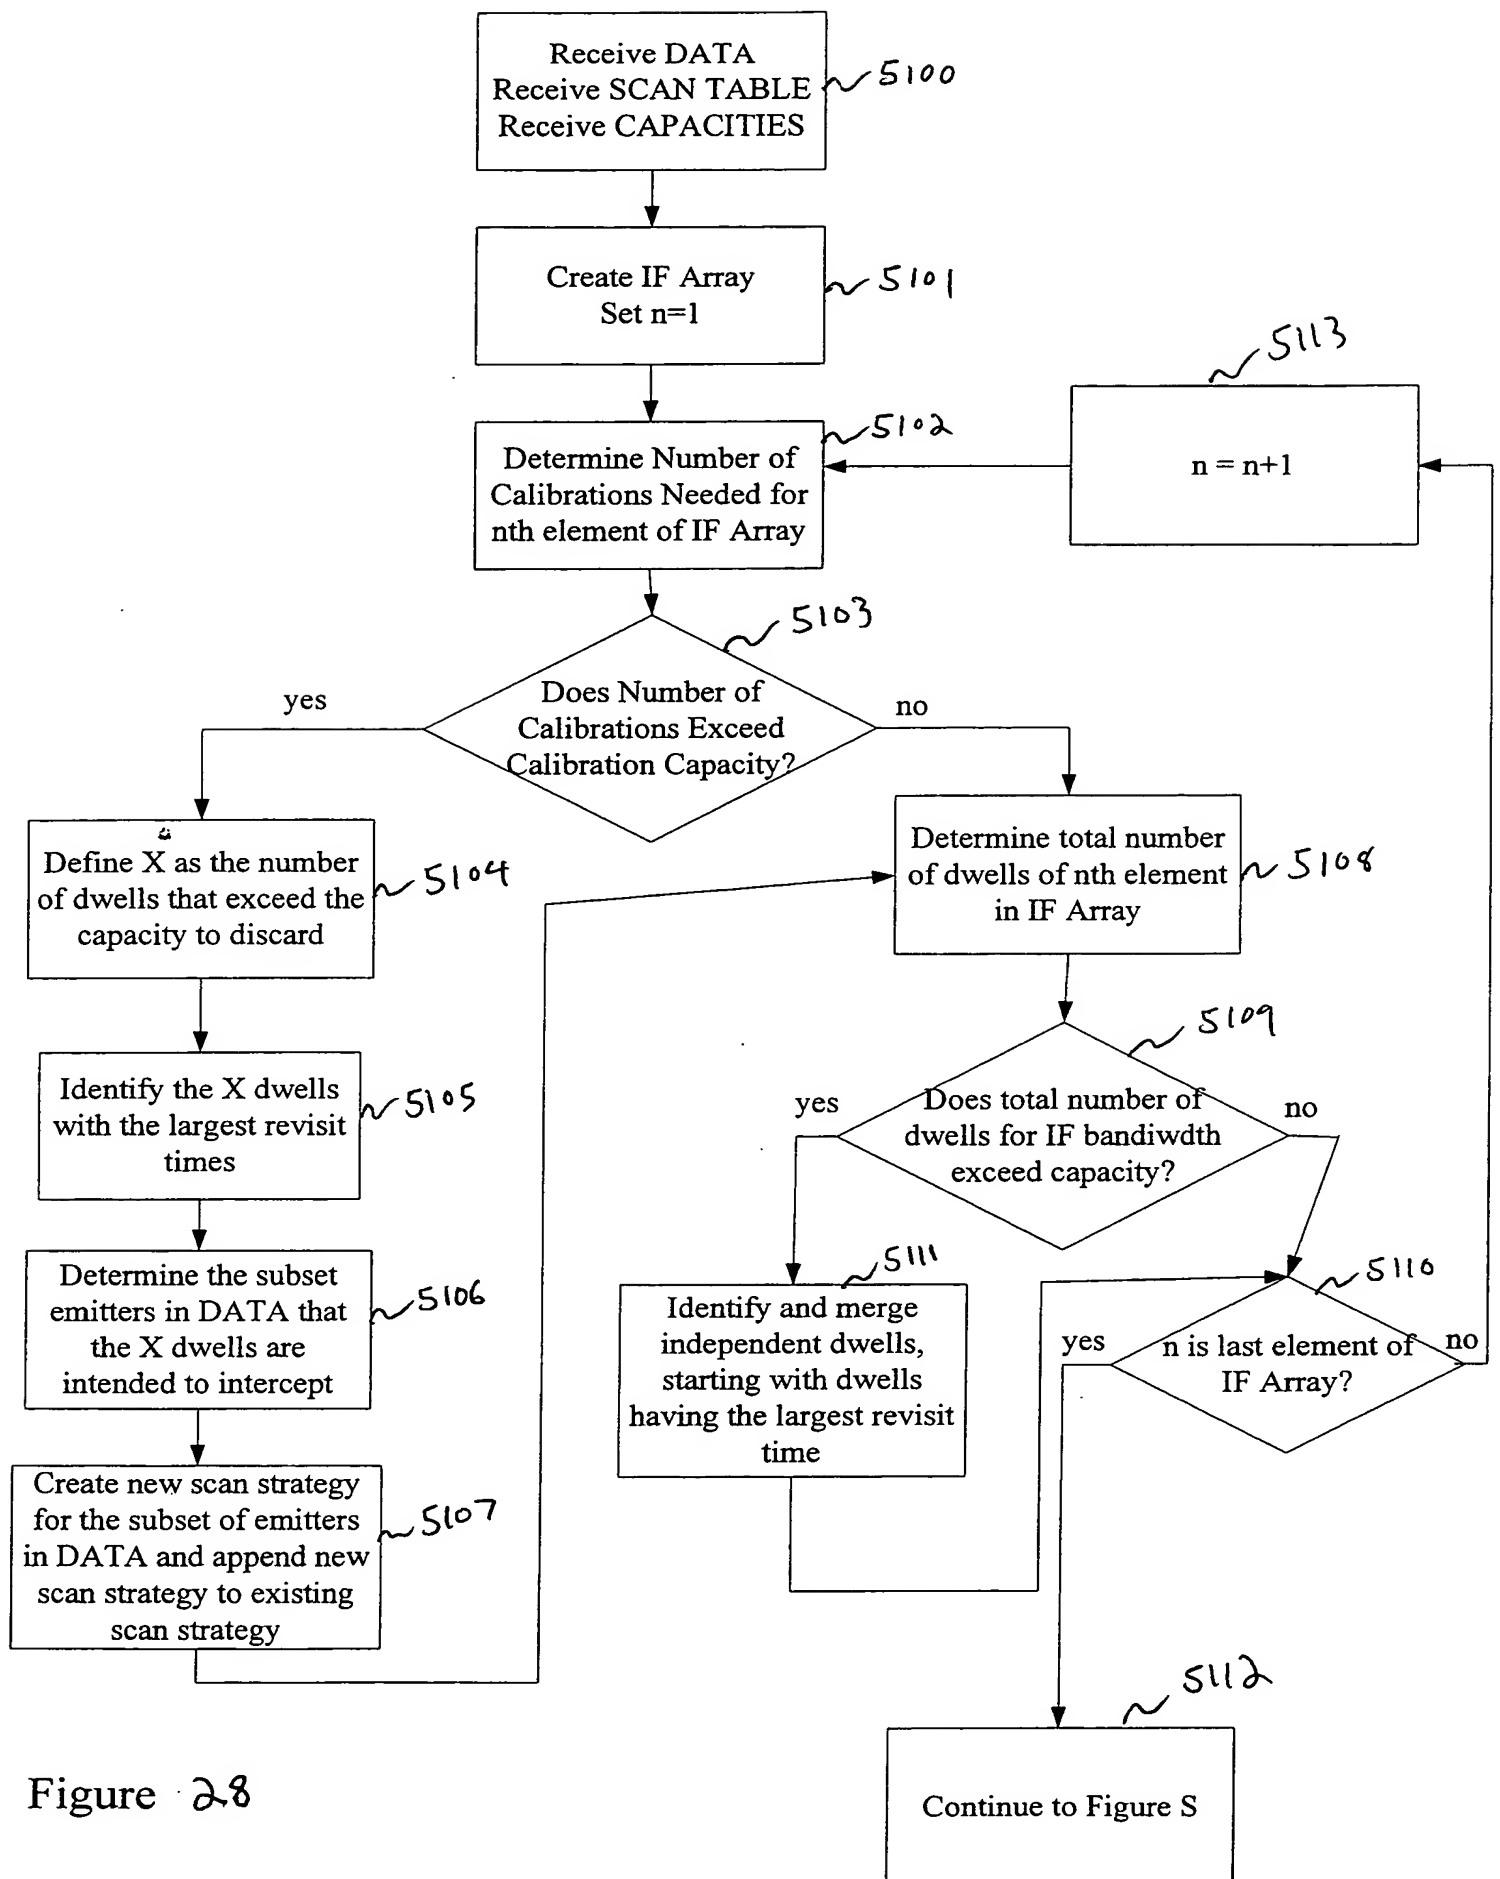 Receive DATA
Receive SCAN TABLE
Receive CAPACITIES
5100
Create IF Array
Set n=1
5101
5113
n = n+1
5102
Determine Number of
Calibrations Needed for
nth element of IF Array
5103
Does Number of
Calibrations Exceed
Calibration Capacity?
yes
no
Define X as the number
of dwells that exceed the
capacity to discard
5104
Determine total number
of dwells of nth element
in IF Array
5108
Identify the X dwells
with the largest revisit
times
5105
5109
Does total number of
dwells for IF bandiwdth
exceed capacity?
yes
no
Determine the subset
emitters in DATA that
the X dwells are
intended to intercept
5106
5111
Identify and merge
independent dwells,
starting with dwells
having the largest revisit
time
5110
n is last element of
IF Array?
yes
no
Create new scan strategy
for the subset of emitters
in DATA and append new
scan strategy to existing
scan strategy
5107
5112
Continue to Figure S
Figure 28